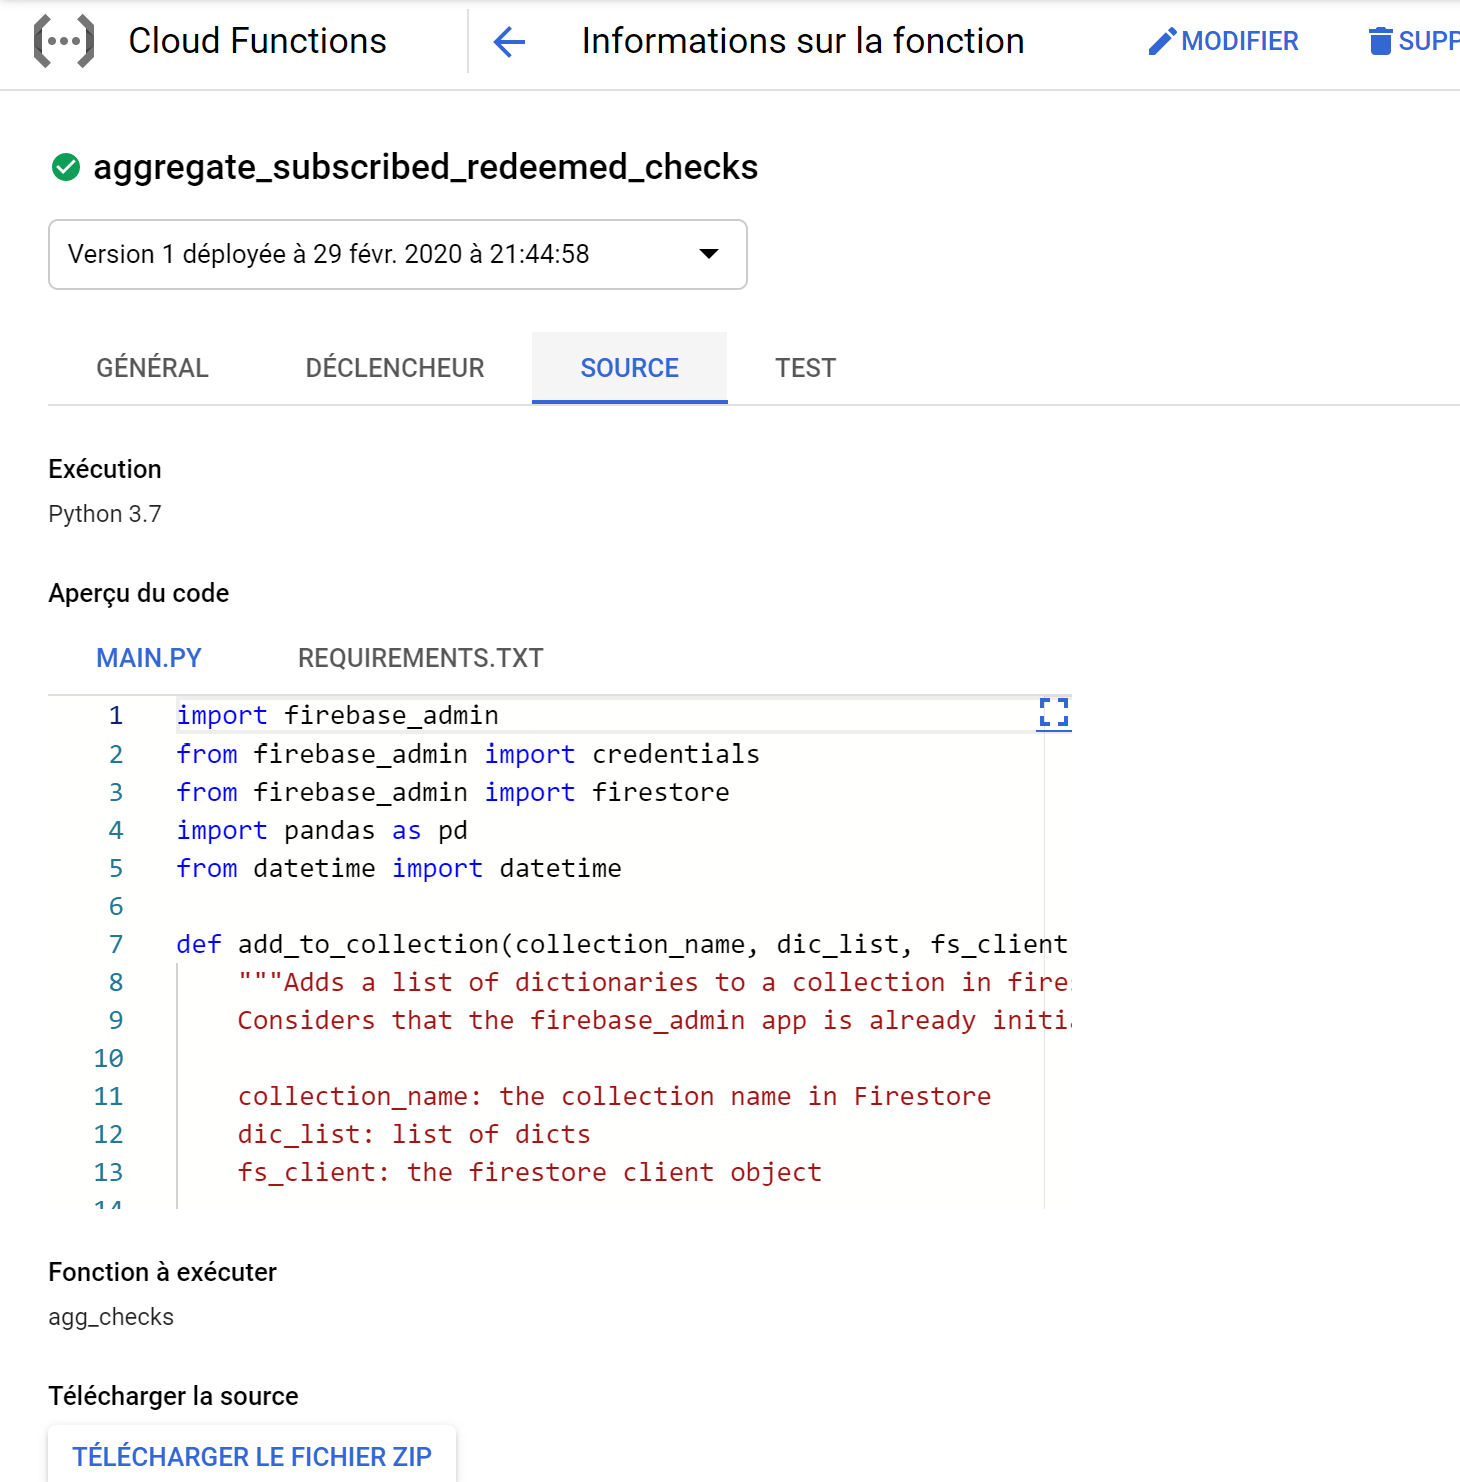 Cloud Functions
Informations sur la fonction
MODIFIER
SUPP
aggregate_subscribed_redeemed_checks
Version 1 déployée à 29 févr. 2020 à 21:44:58
GÉNÉRAL
DÉCLENCHEUR
SOURCE
TEST
Exécution
Python 3.7
Aperçu du code
MAIN.PY
REQUIREMENTS.TXT
1 import firebase_admin
2 from firebase_admin import credentials
3 from firebase_admin import firestore
4 import pandas as pd
5 from datetime import datetime
6
7 def add_to_collection(collection_name, dic_list, fs_client
8 """Adds a list of dictionaries to a collection in fires
9 Considers that the firebase_admin app is already initia
10
11 collection_name: the collection name in Firestore
12 dic_list: list of dicts
13 fs_client: the firestore client object
14
Fonction à exécuter
agg_checks
Télécharger la source
TÉLÉCHARGER LE FICHIER ZIP